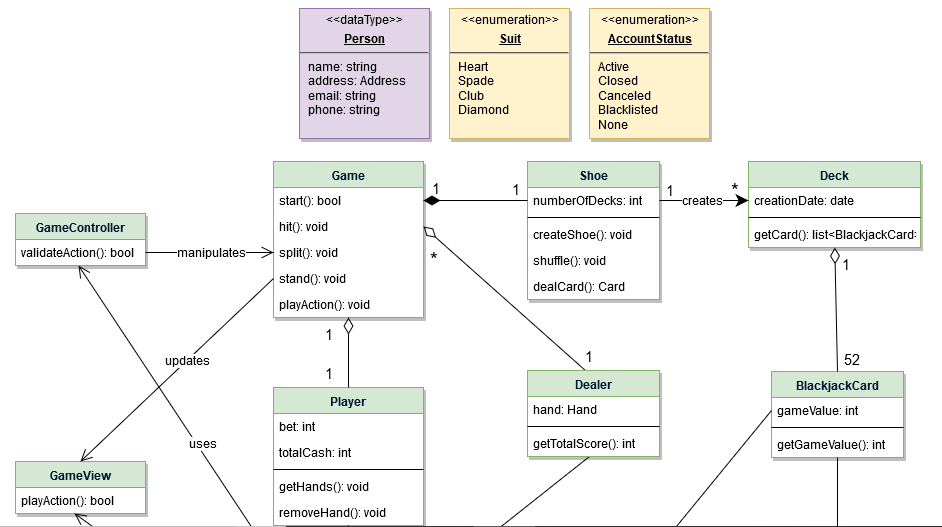 <<dataType>>
Person
name: string
address: Address
email: string
phone: string
<<enumeration>>
Suit
Heart
Spade
Club
Diamond
<<enumeration>>
AccountStatus
Active
Closed
Canceled
Blacklisted
None
Game
start(): bool
hit(): void
split(): void
stand(): void
playAction(): void
1
1
Shoe
numberOfDecks: int
createShoe(): void
shuffle(): void
dealCard(): Card
1
creates
*
Deck
creationDate: date
getCard(): list<BlackjackCard>
GameController
validateAction(): bool
manipulates
*
1
1
updates
1
1
52
uses
Player
bet: int
totalCash: int
getHands(): void
removeHand(): void
Dealer
hand: Hand
getTotalScore(): int
BlackjackCard
gameValue: int
getGameValue(): int
GameView
playAction(): bool